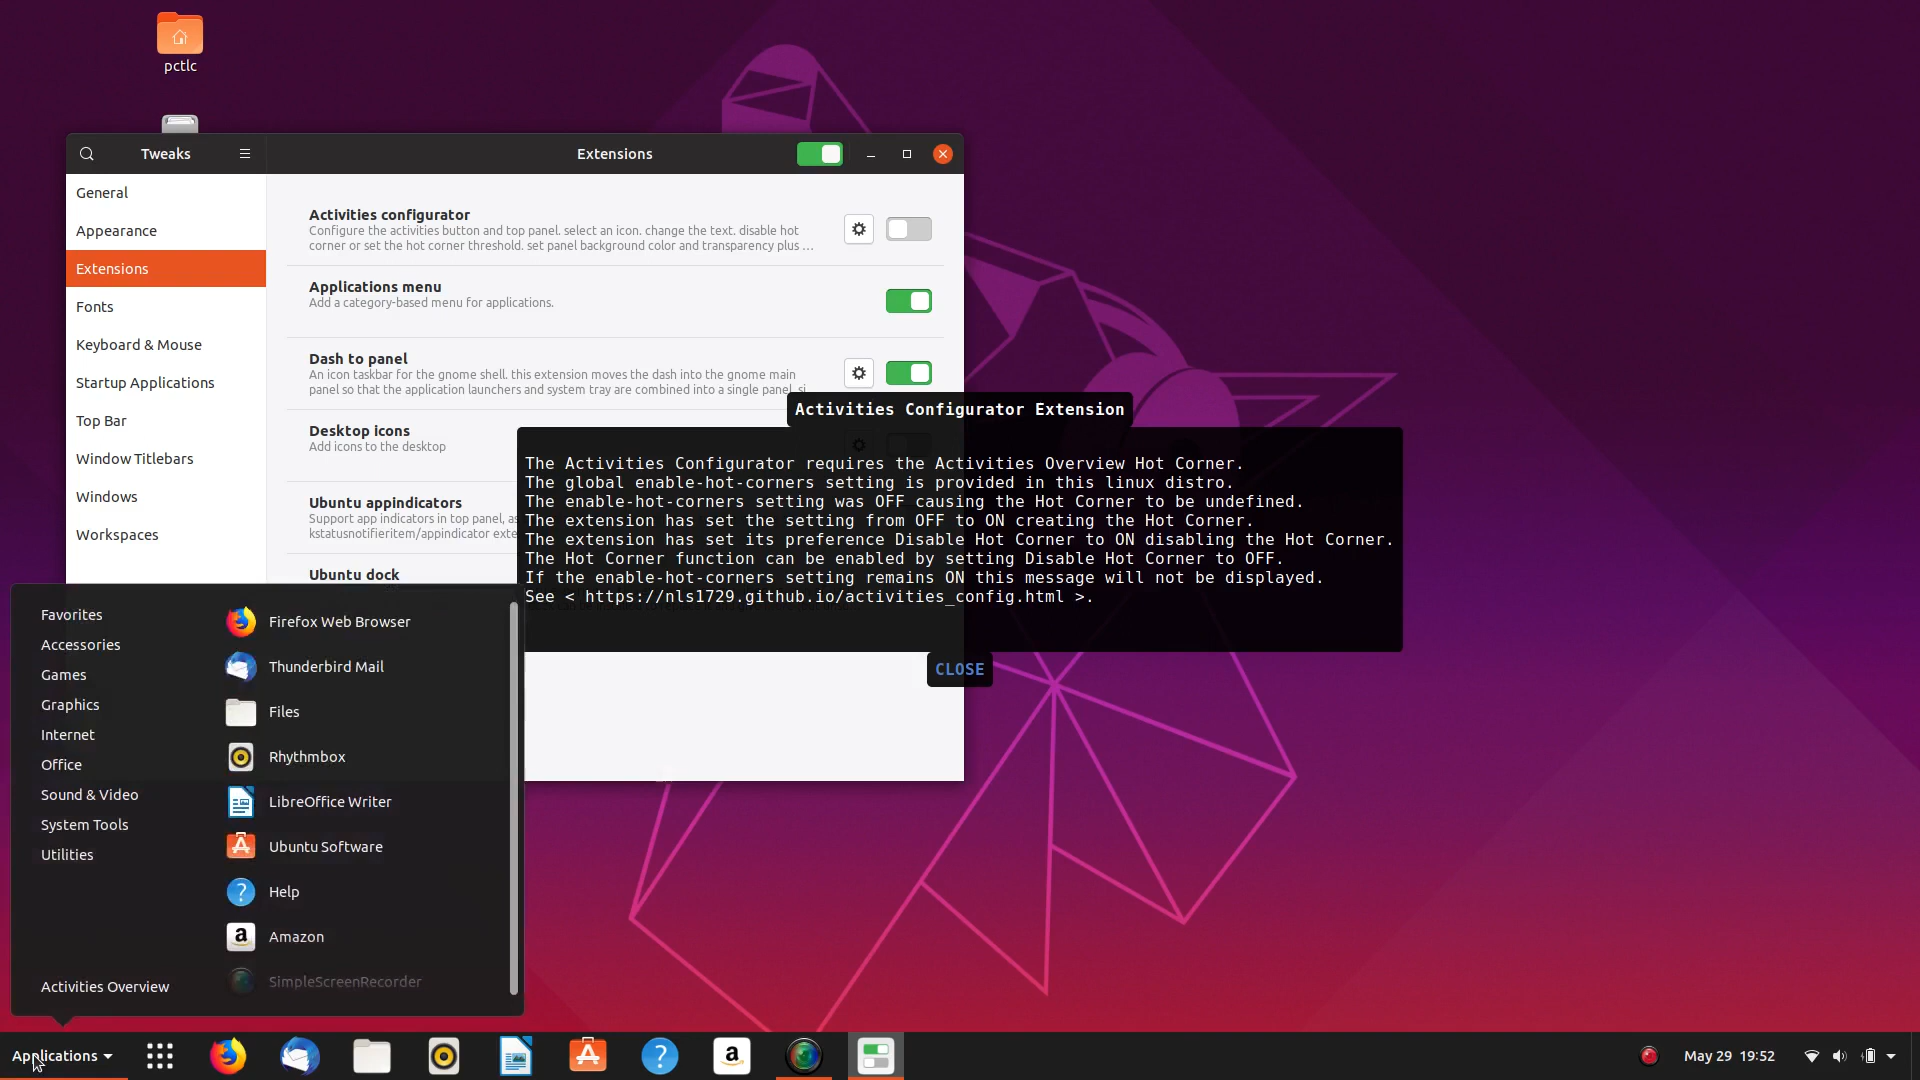 pctlc
Tweaks
Extensions
General
Appearance
Extensions
Fonts
Keyboard & Mouse
Startup Applications
Top Bar
Window Titlebars
Windows
Workspaces
Activities configurator
Configure the activities button and top panel. select an icon. change the text. disable hot
corner or set the hot corner threshold. set panel background color and transparency plus ...
Applications menu
Add a category-based menu for applications.
Dash to panel
An icon taskbar for the gnome shell. this extension moves the dash into the gnome main
panel so that the application launchers and system tray are combined into a single panel, si
Desktop icons
Add icons to the desktop
Ubuntu appindicators
Support app indicators in top panel, as
kstatusnotifieritem/appindicator exte
Ubuntu dock
Activities Configurator Extension
The Activities Configurator requires the Activities Overview Hot Corner.
The global enable-hot-corners setting is provided in this linux distro.
The enable-hot-corners setting was OFF causing the Hot Corner to be undefined.
The extension has set the setting from OFF to ON creating the Hot Corner.
The extension has set its preference Disable Hot Corner to ON disabling the Hot Corner.
The Hot Corner function can be enabled by setting Disable Hot Corner to OFF.
If the enable-hot-corners setting remains ON this message will not be displayed.
See < https://nls1729.github.io/activities_config.html >.
CLOSE
Favorites
Accessories
Games
Graphics
Internet
Office
Sound & Video
System Tools
Utilities
Activities Overview
Firefox Web Browser
Thunderbird Mail
Files
Rhythmbox
LibreOffice Writer
Ubuntu Software
Help
Amazon
SimpleScreenRecorder
Applications
May 29 19:52